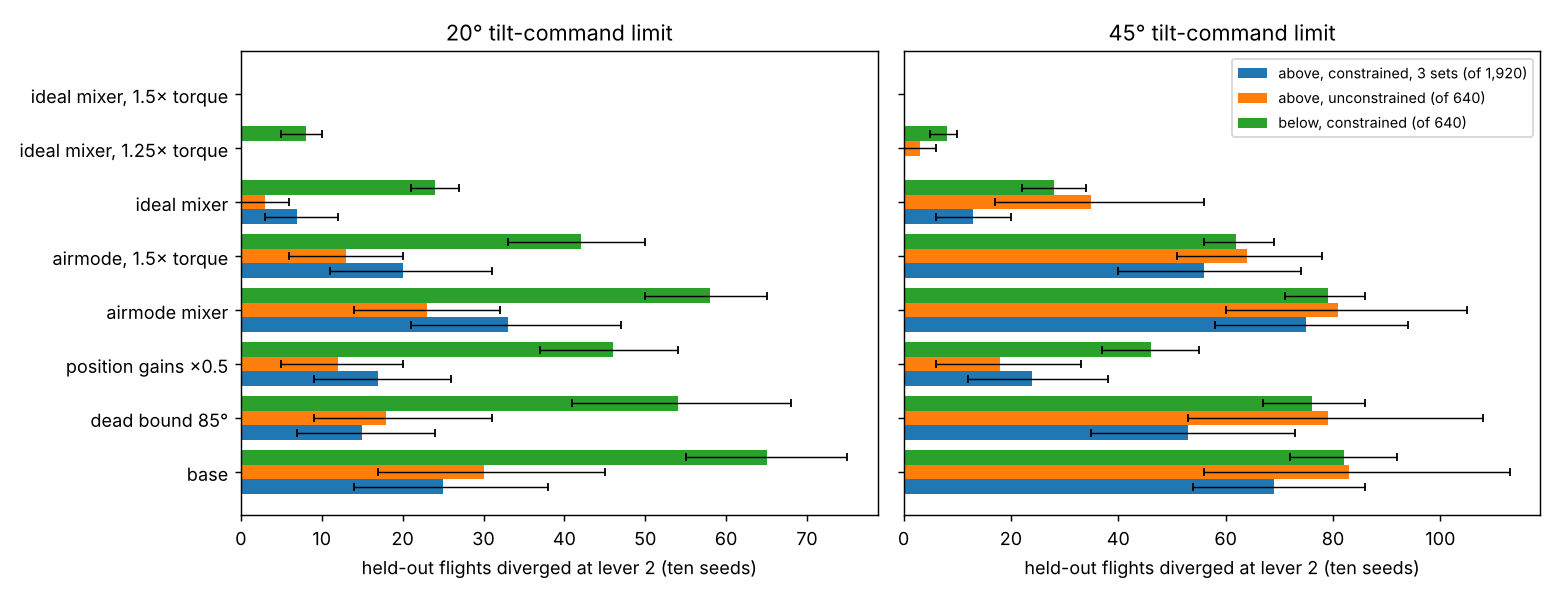 20° tilt-command limit
45° tilt-command limit
ideal mixer, 1.5× torque
ideal mixer, 1.25× torque
ideal mixer
airmode, 1.5× torque
airmode mixer
position gains ×0.5
dead bound 85°
base
above, constrained, 3 sets (of 1,920)
above, unconstrained (of 640)
below, constrained (of 640)
0 10 20 30 40 50 60 70
0 20 40 60 80 100
held-out flights diverged at lever 2 (ten seeds)
held-out flights diverged at lever 2 (ten seeds)